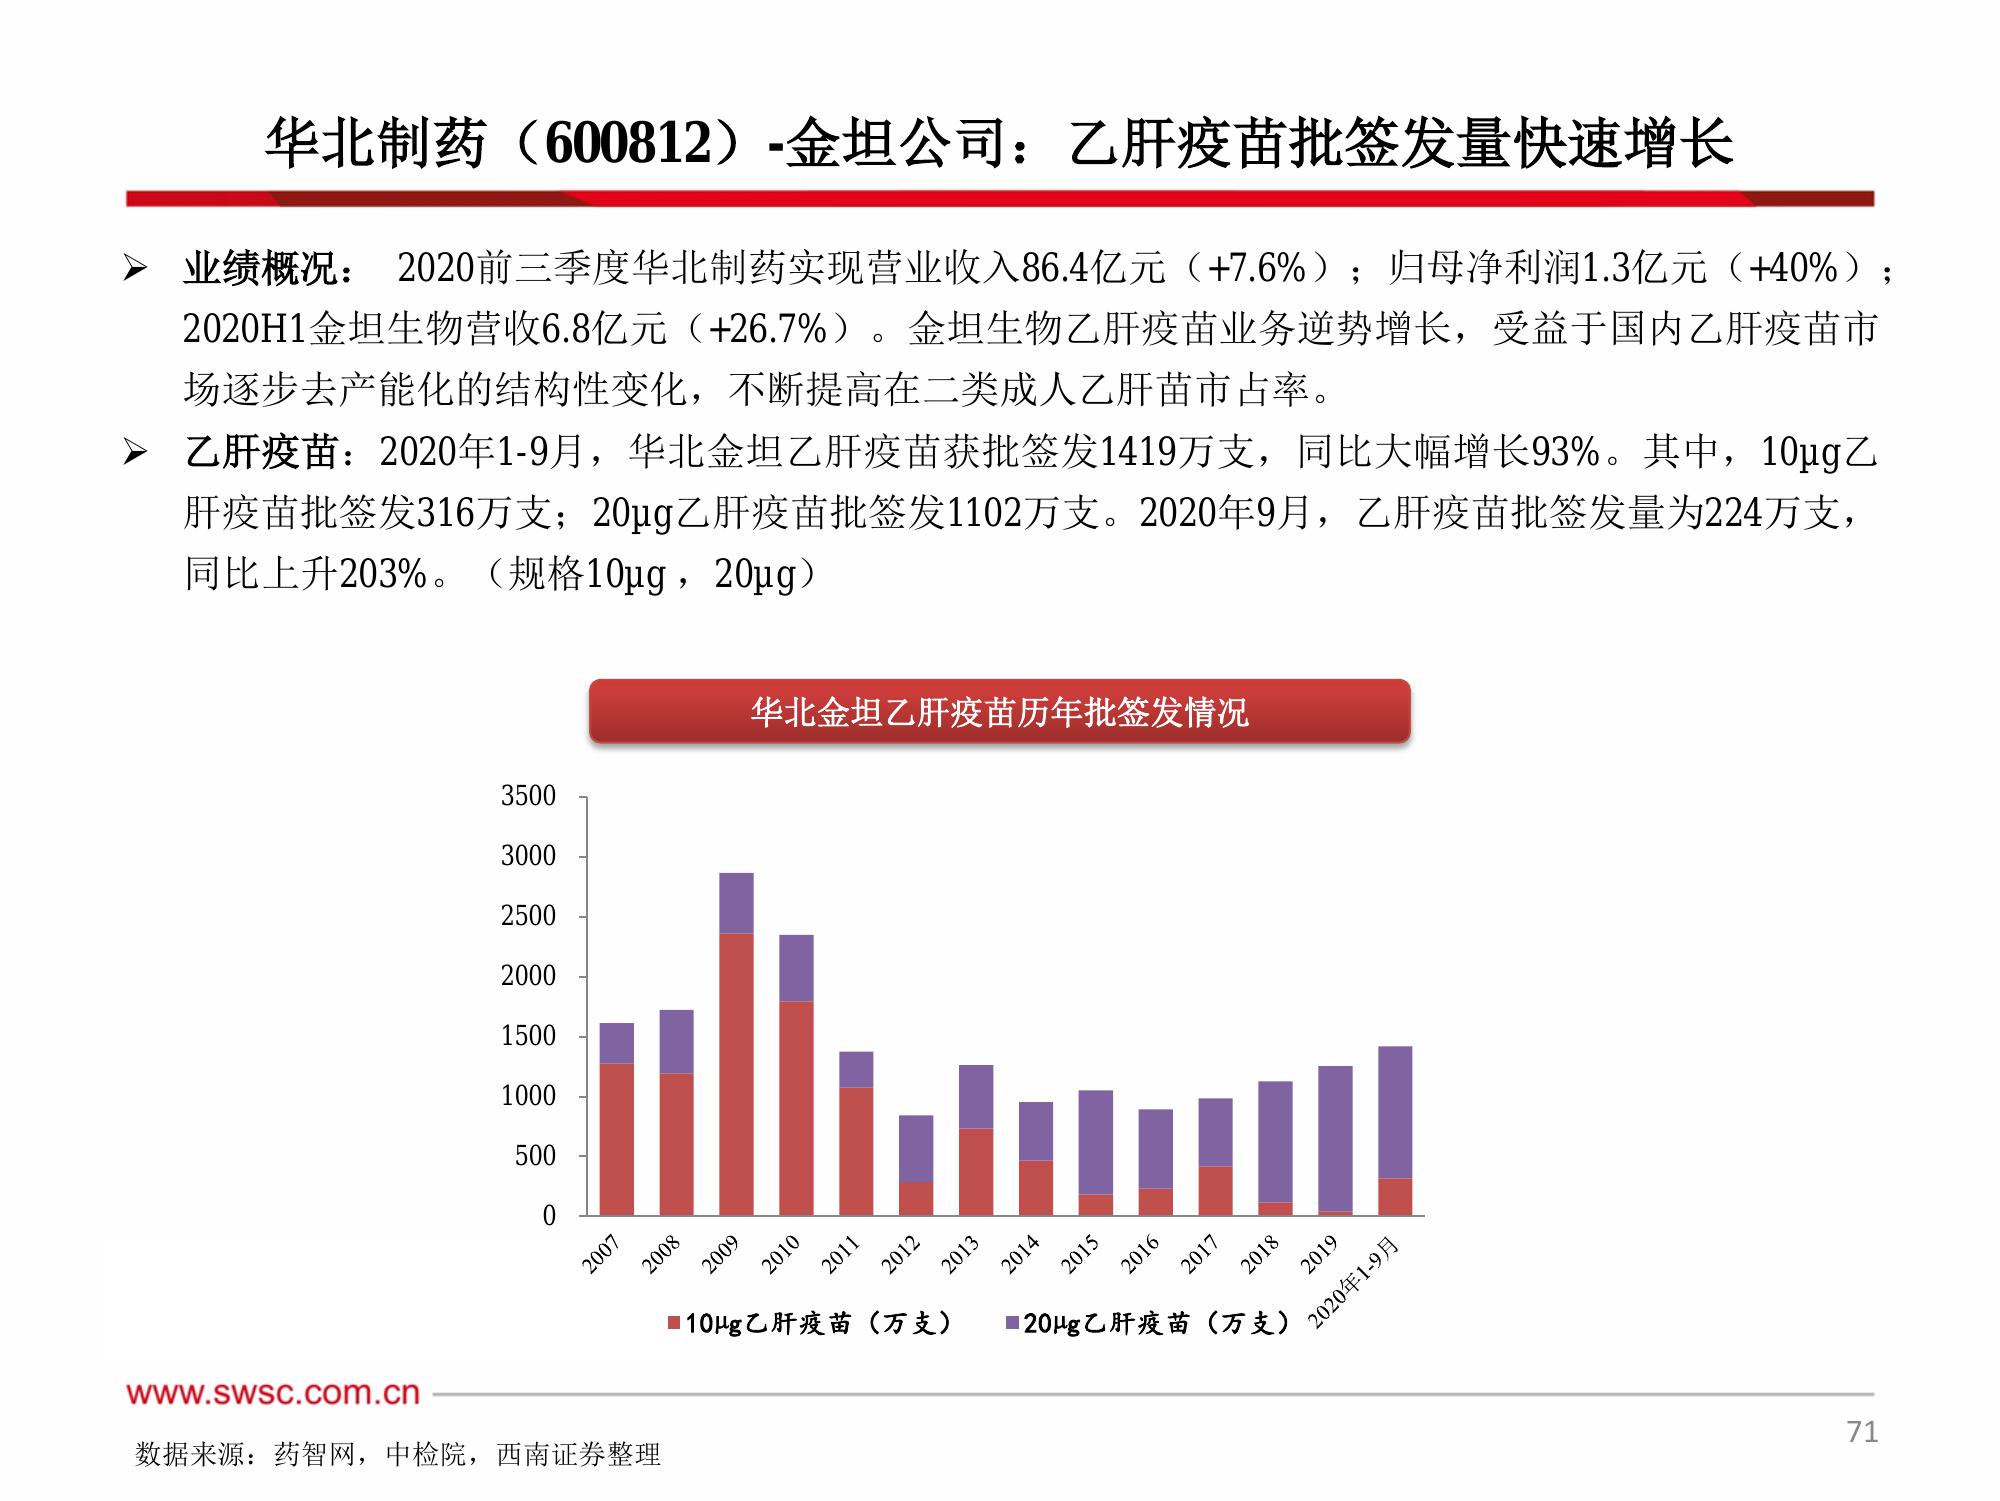 华北制药（600812）-金坦公司：乙肝疫苗批签发量快速增长
➢ 业绩概况： 2020前三季度华北制药实现营业收入86.4亿元（+7.6%）；归母净利润1.3亿元（+40%）；
2020H1金坦生物营收6.8亿元（+26.7%）。金坦生物乙肝疫苗业务逆势增长，受益于国内乙肝疫苗市
场逐步去产能化的结构性变化，不断提高在二类成人乙肝苗市占率。
➢ 乙肝疫苗：2020年1-9月，华北金坦乙肝疫苗获批签发1419万支，同比大幅增长93%。其中，10μg乙
肝疫苗批签发316万支；20μg乙肝疫苗批签发1102万支。2020年9月，乙肝疫苗批签发量为224万支，
同比上升203%。（规格10μg ，20μg）
华北金坦乙肝疫苗历年批签发情况
3500
3000
2500
2000
1500
1000
500
0
2007 2008 2009 2010 2011 2012 2013 2014 2015 2016 2017 2018 2019 2020年1-9月
10μg乙肝疫苗（万支） 20μg乙肝疫苗（万支）
www.swsc.com.cn
71
数据来源：药智网，中检院，西南证券整理